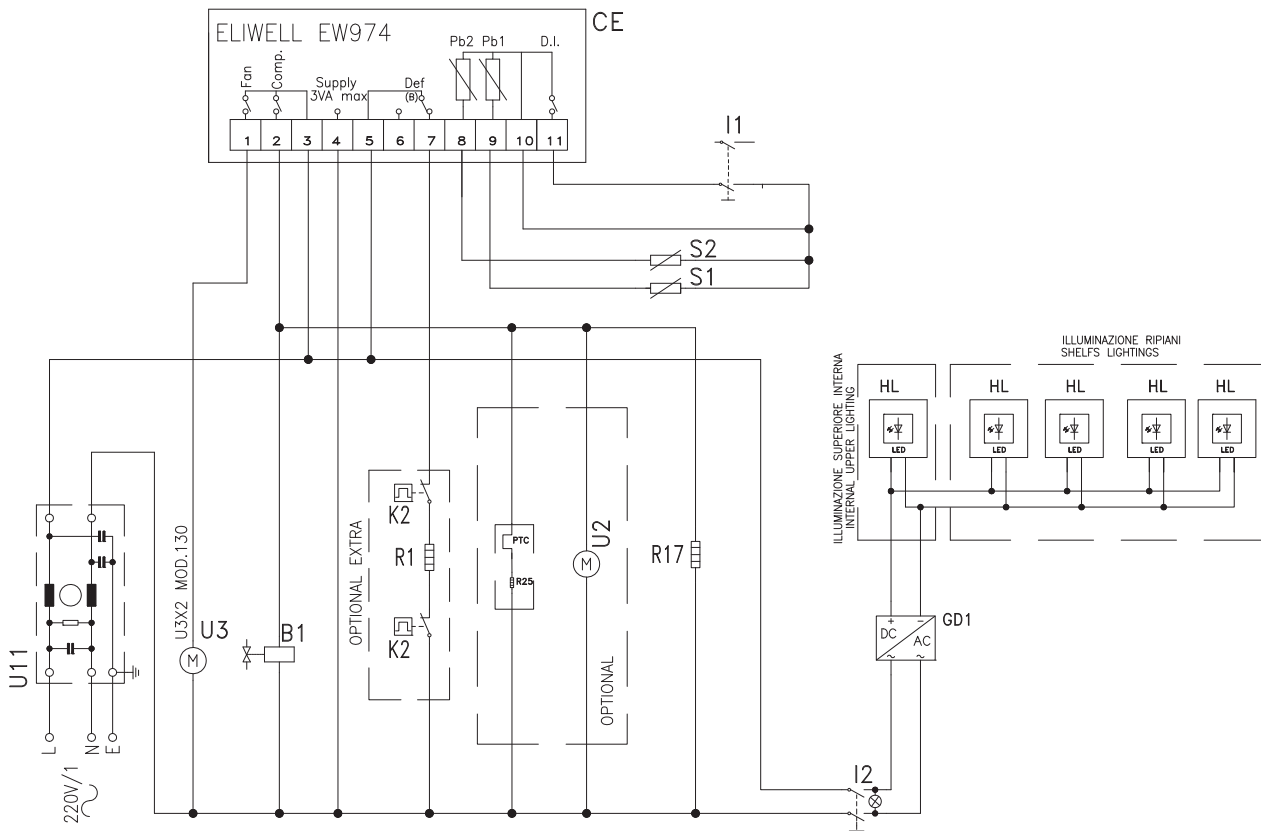 ELIWELL EW974
CE
Fan
Comp.
Supply
3VA max
Def
(B)
Pb2
Pb1
D.I.
1
2
3
4
5
6
7
8
9
10
11
I1
S2
S1
ILLUMINAZIONE RIPIANI
SHELFS LIGHTINGS
ILLUMINAZIONE SUPERIORE INTERNA
INTERNAL UPPER LIGHTING
HL
HL
HL
HL
HL
LED
LED
LED
LED
LED
U11
L
N
E
220V/1
U3X2 MOD.130
U3
M
B1
OPTIONAL EXTRA
K2
R1
K2
PTC
R25
U2
M
OPTIONAL
R17
GD1
+
-
DC
AC
~
~
I2